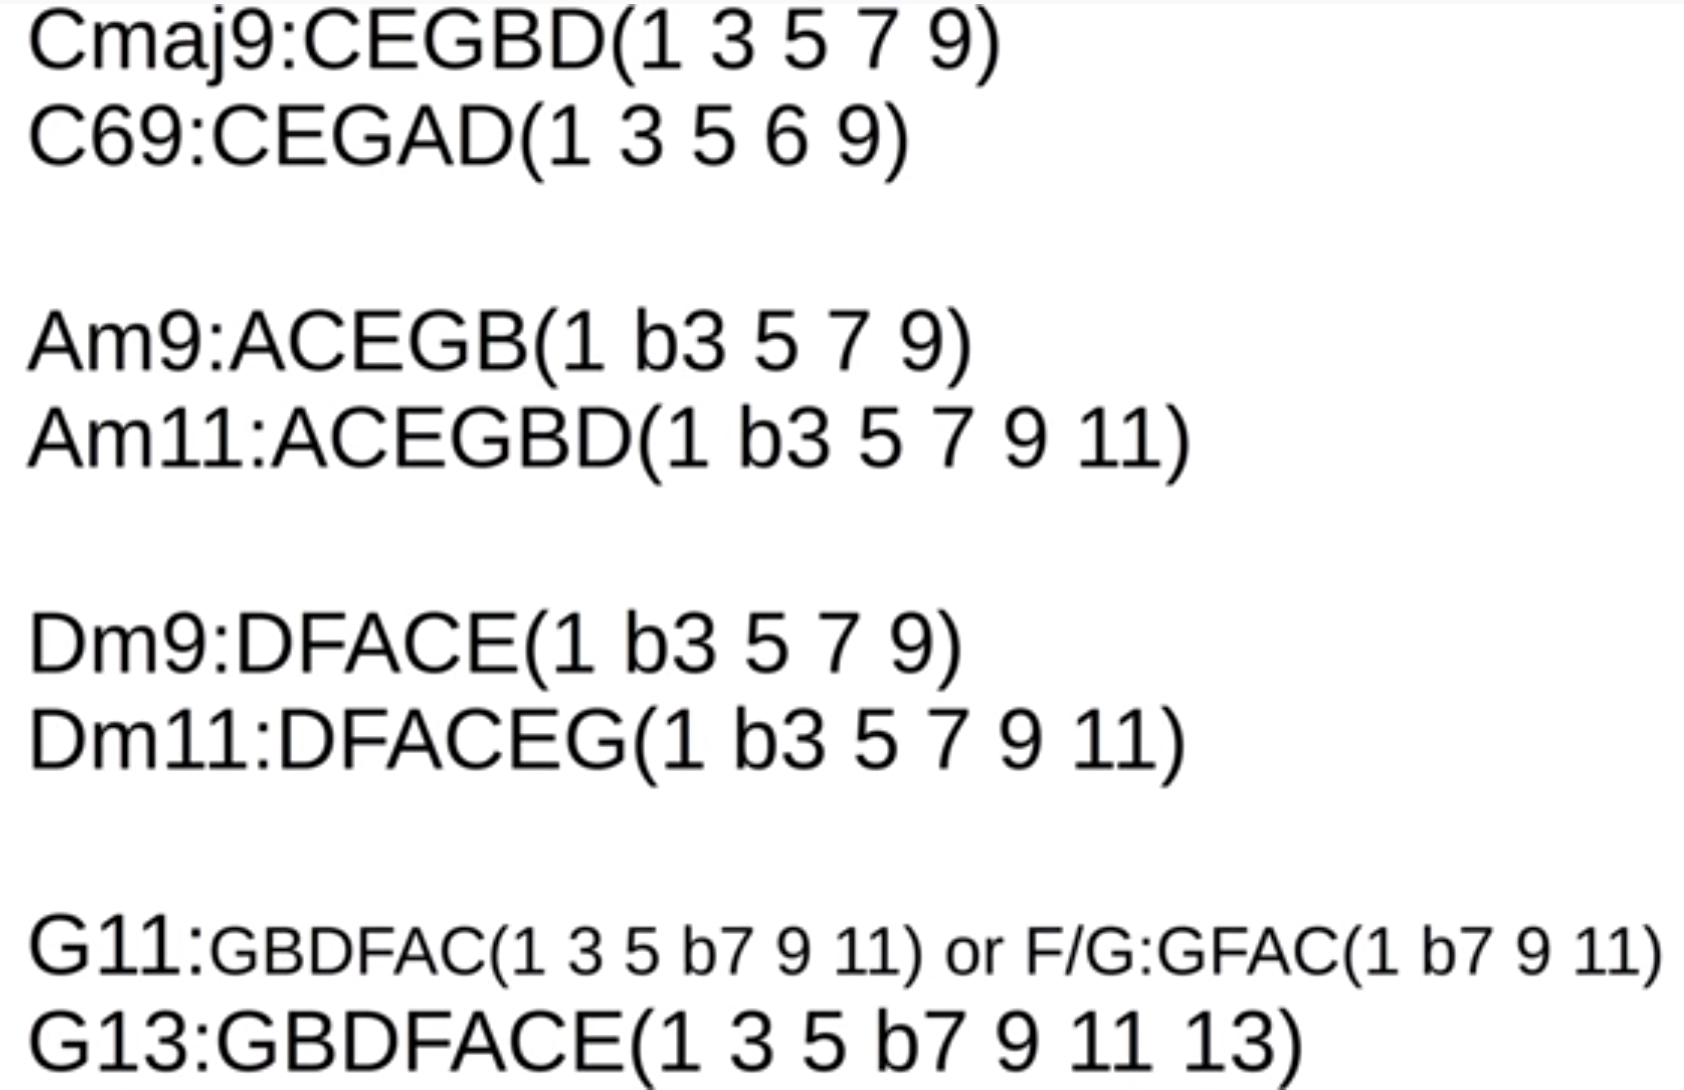 Cmaj9:CEGBD(1 3 5 7 9)
C69:CEGAD(1 3 5 6 9)
Am9:ACEGB(1 b3 5 7 9)
Am11:ACEGBD(1 b3 5 7 9 11)
Dm9:DFACE(1 b3 5 7 9)
Dm11:DFACEG(1 b3 5 7 9 11)
G11:GBDFAC(1 3 5 b7 9 11) or F/G:GFAC(1 b7 9 11)
G13:GBDFACE(1 3 5 b7 9 11 13)